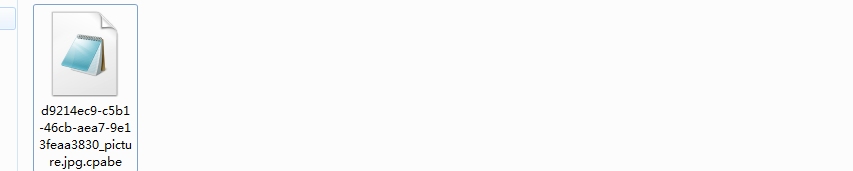 d9214ec9-c5b1
-46cb-aea7-9e1
3feaa3830_pictu
re.jpg.cpabe